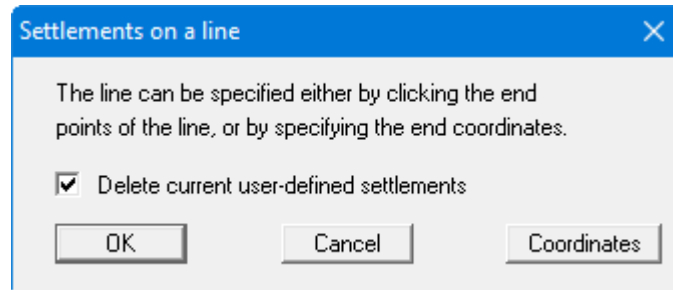 Settlements on a line
The line can be specified either by clicking the end
points of the line, or by specifying the end coordinates.
Delete current user-defined settlements
OK Cancel Coordinates